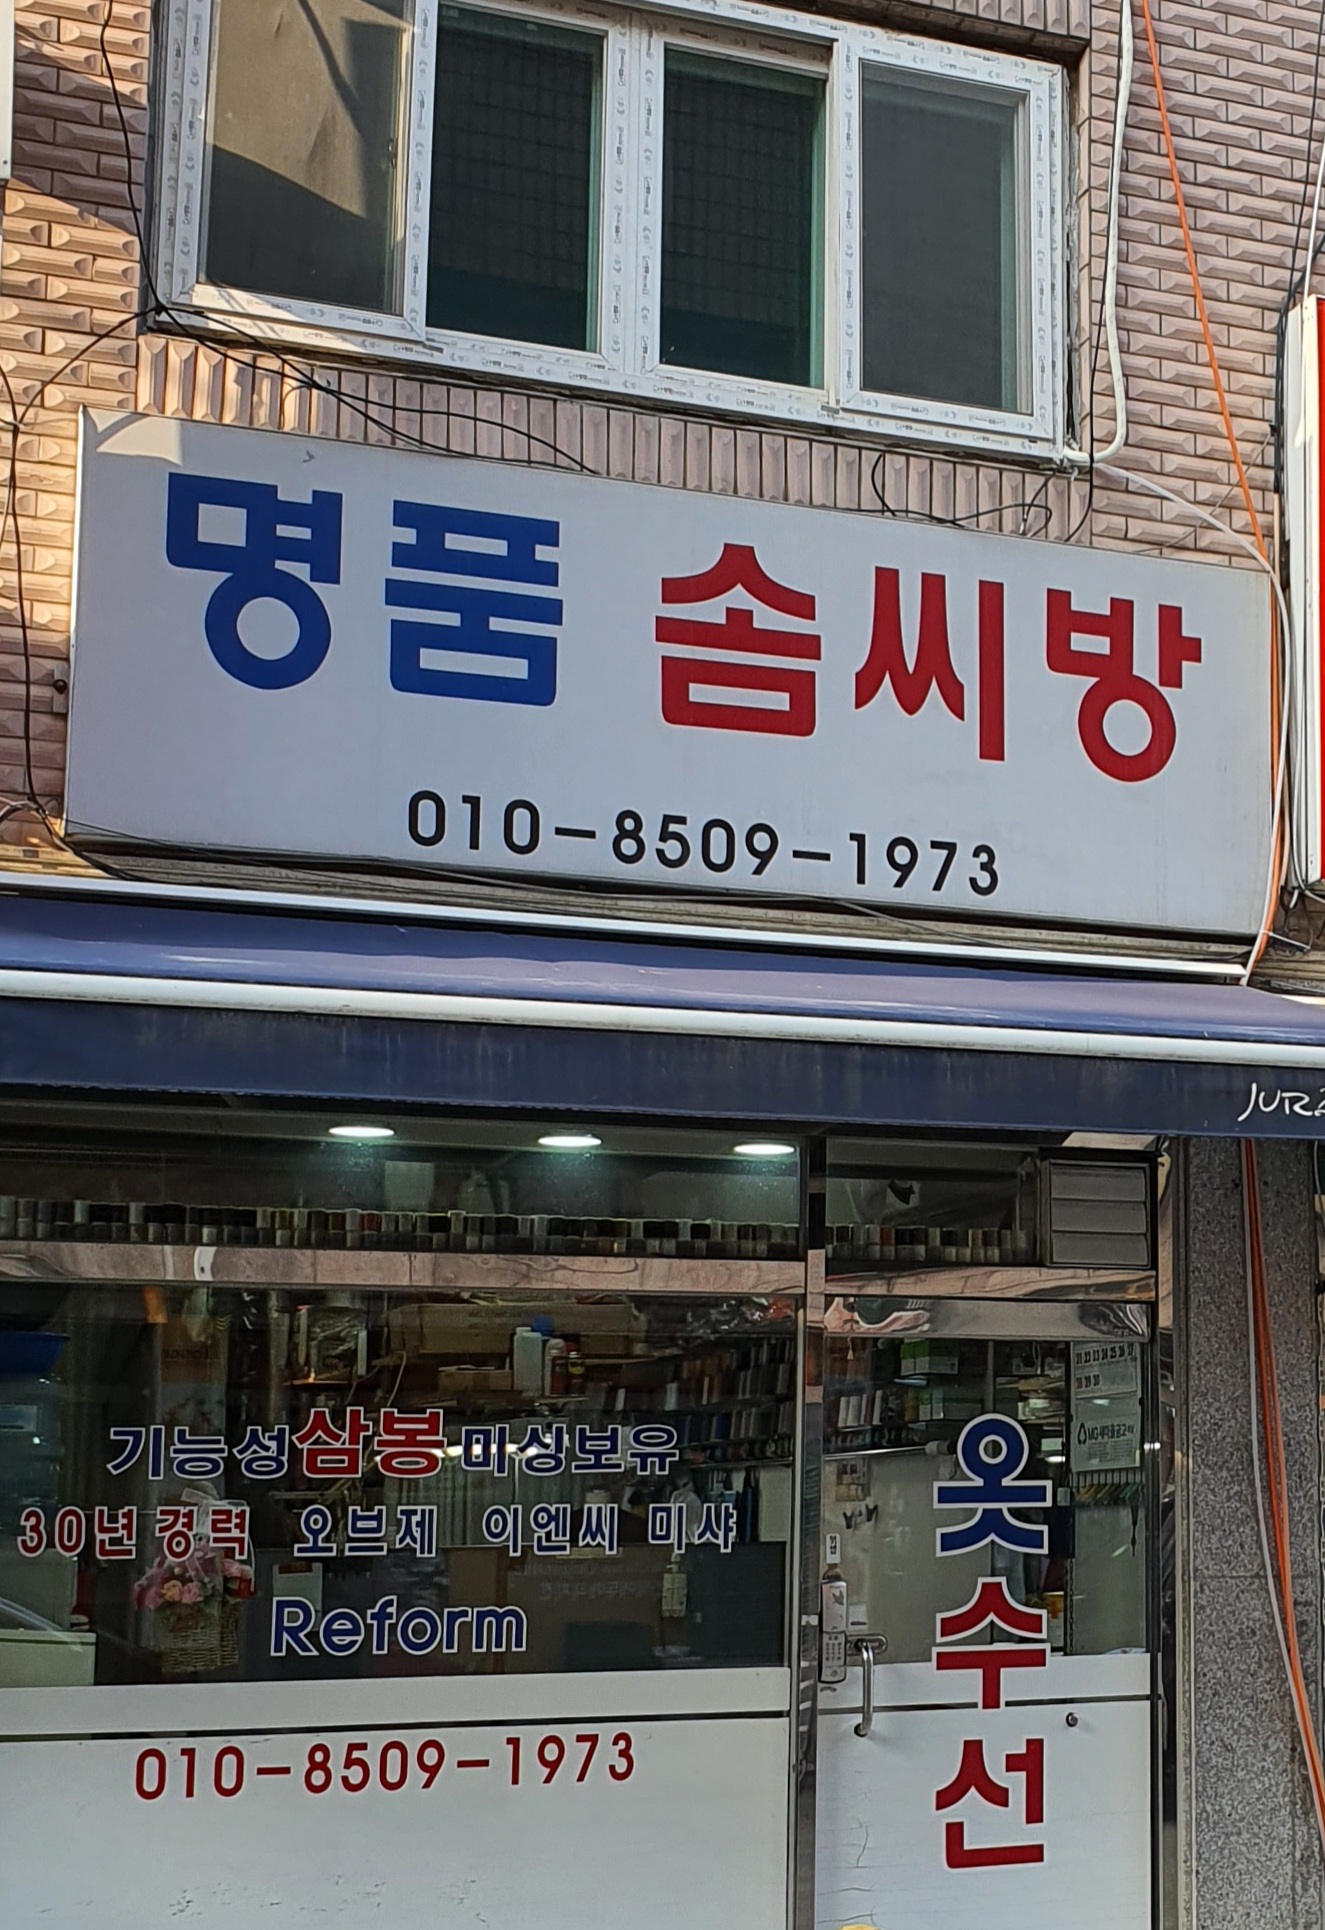 명품 솜씨방
010-8509-1973
기능성삼봉미싱보유
30년경력 오브제 이엔씨 미샤
Reform
010-8509-1973
옷수선